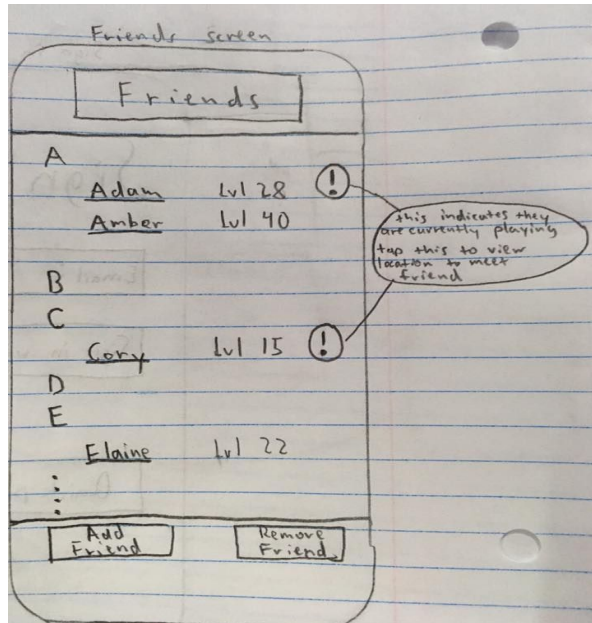 Friends screen
Friends
A
Adam Lvl 28 !
Amber Lvl 40
this indicates they
are currently playing
tap this to view
location to meet
friend
B
C
Cory Lvl 15 !
D
E
Elaine Lvl 22
Add
Friend
Remove
Friend